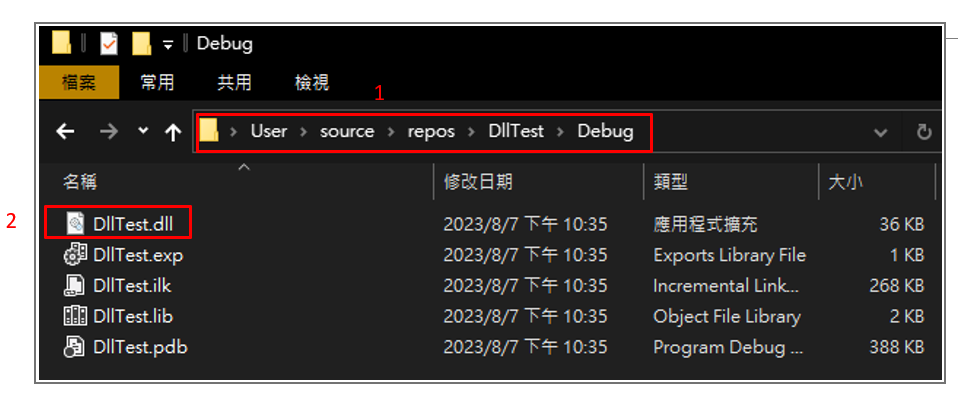 Debug
檔案 常用 共用 檢視
1
User > source > repos > DllTest > Debug
名稱 修改日期 類型 大小
2
DllTest.dll 2023/8/7 下午 10:35 應用程式擴充 36 KB
DllTest.exp 2023/8/7 下午 10:35 Exports Library File 1 KB
DllTest.ilk 2023/8/7 下午 10:35 Incremental Link... 268 KB
DllTest.lib 2023/8/7 下午 10:35 Object File Library 2 KB
DllTest.pdb 2023/8/7 下午 10:35 Program Debug ... 388 KB